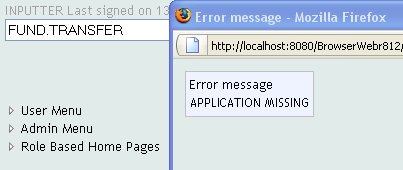 INPUTTER Last signed on 13
FUND.TRANSFER
User Menu
Admin Menu
Role Based Home Pages
Error message - Mozilla Firefox
http://localhost:8080/BrowserWebr812/
Error message
APPLICATION MISSING